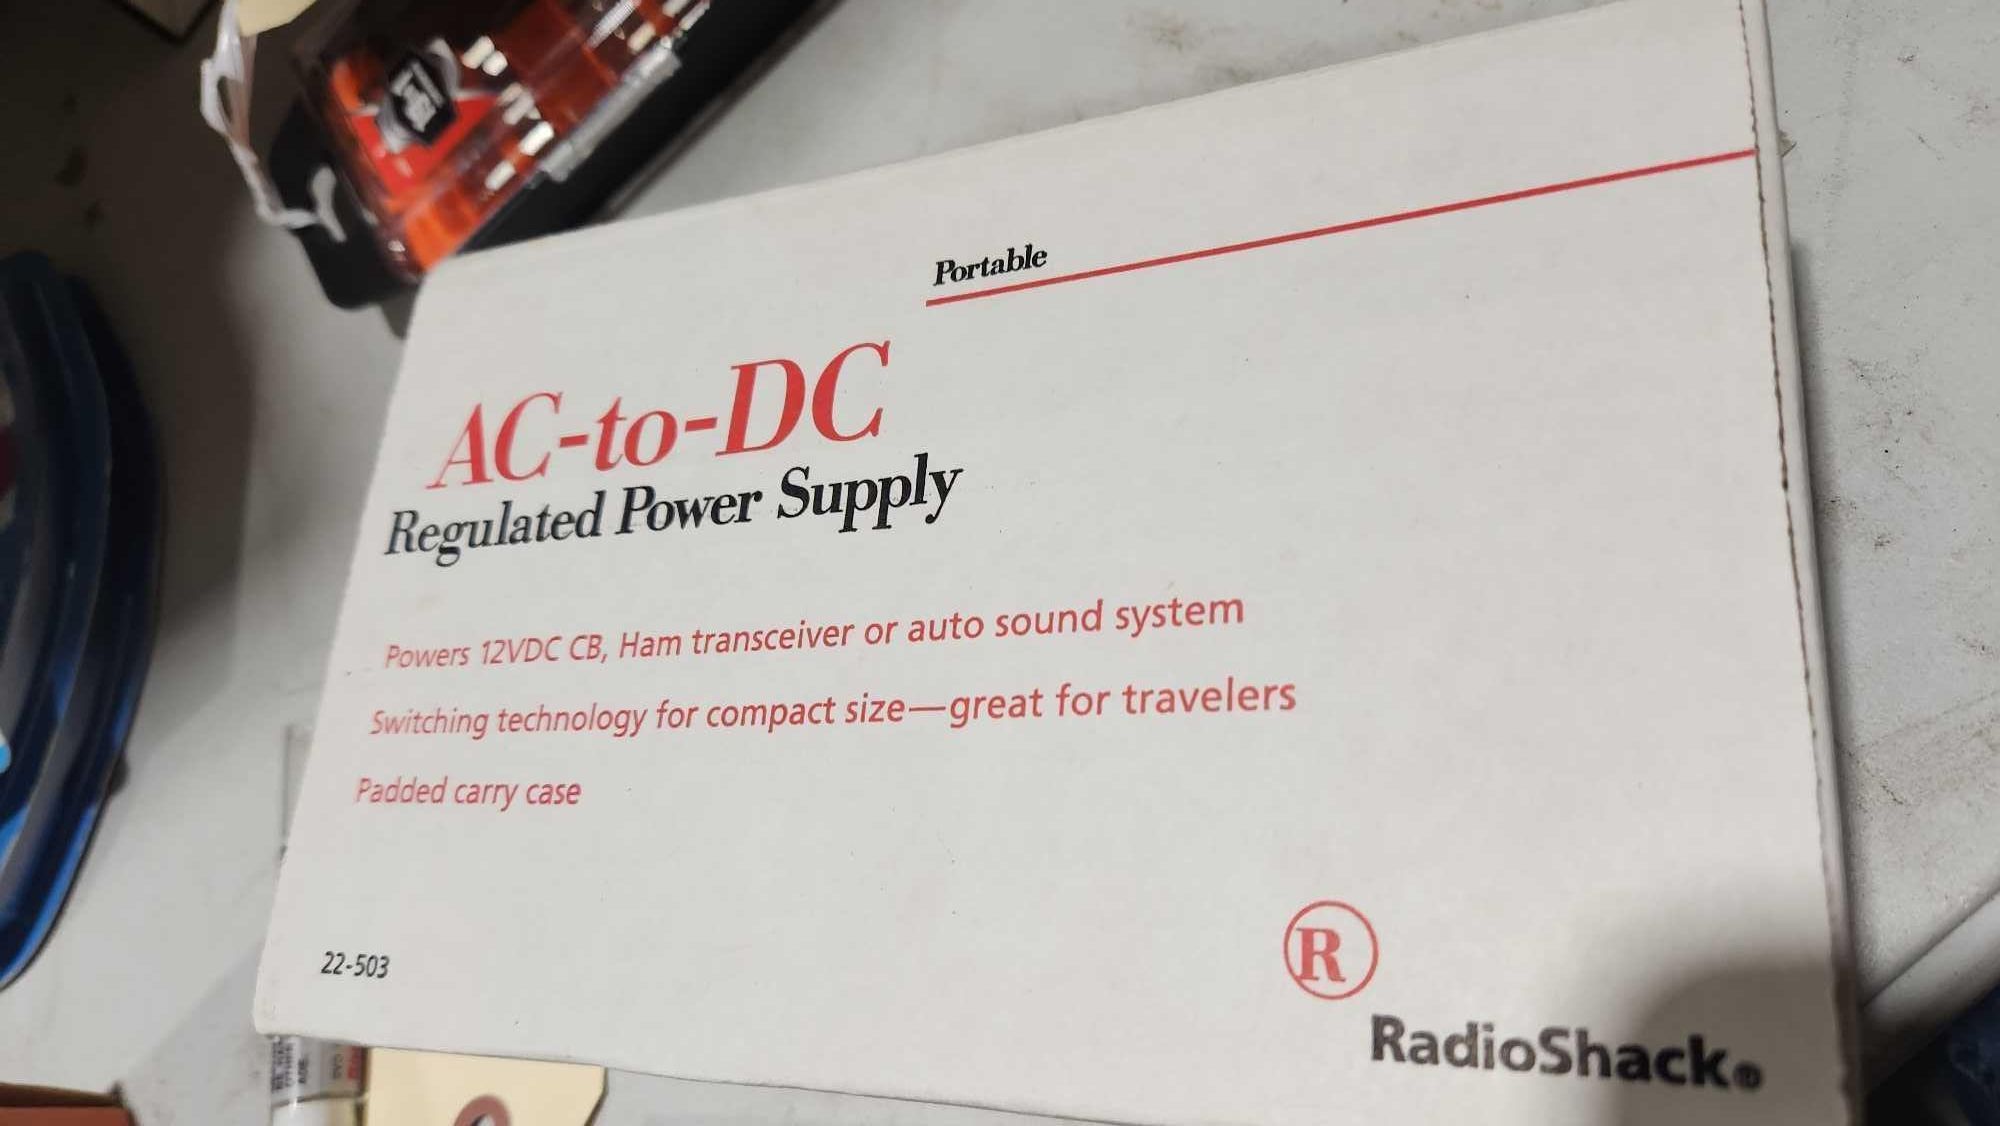 Portable
AC-to-DC
Regulated Power Supply
Powers 12VDC CB, Ham transceiver or auto sound system
Switching technology for compact size—great for travelers
Padded carry case
22-503
R
RadioShack®